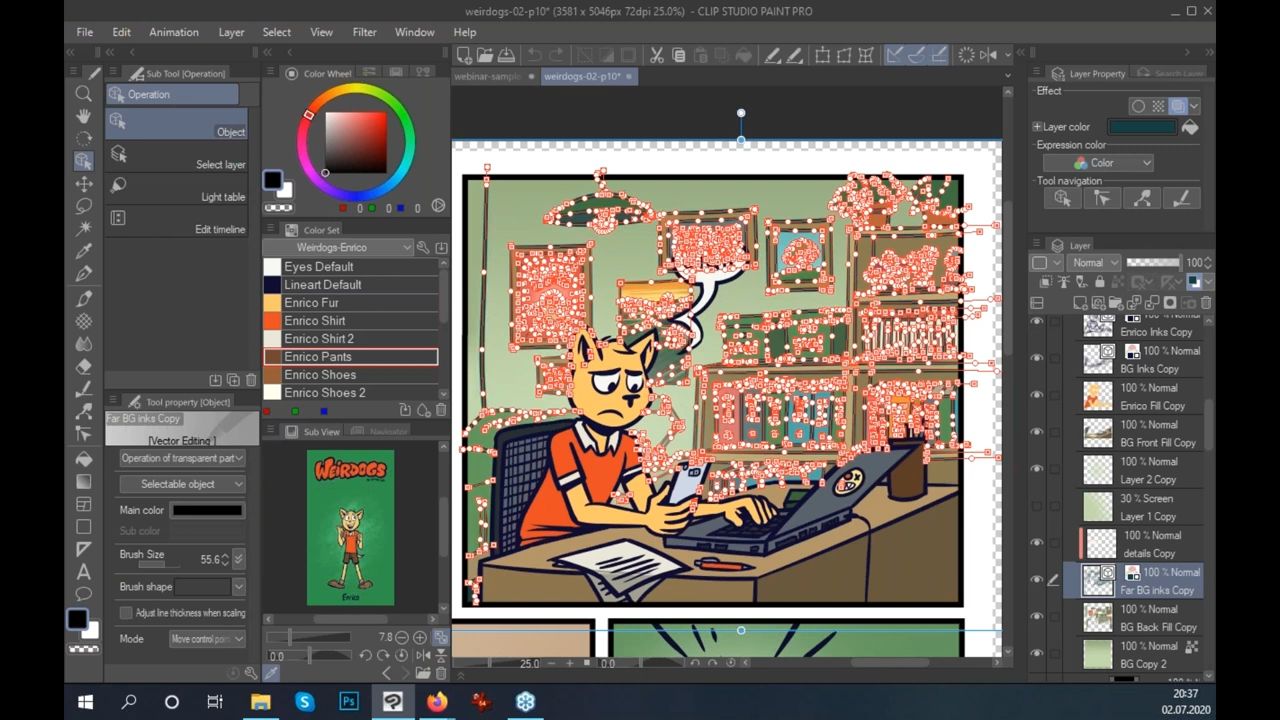 weirdogs-02-p10* (3581 x 5046px 72dpi 25.0%) - CLIP STUDIO PAINT PRO
File Edit Animation Layer Select View Filter Window Help
webinar-sampl weirdogs-02-p10*
Sub Tool [Operation]
Operation
Object
Select layer
Light table
Edit timeline
Tool property [Object]
Far BG inks Copy
[Vector Editing]
Operation of transparent part
Selectable object
Main color
Sub color
Brush Size 55.6
Brush shape
Adjust line thickness when scaling
Mode Move control poin
Color Wheel
0 0 0
Color Set
Weirdogs-Enrico
Eyes Default
Lineart Default
Enrico Fur
Enrico Shirt
Enrico Shirt 2
Enrico Pants
Enrico Shoes
Enrico Shoes 2
Sub View Navigator
WEIRDOGS
Enrico
7.8
0.0
25.0
0.0
Layer Property Search Layer
Effect
Layer color
Expression color
Color
Tool navigation
Layer
Normal 100
Enrico Inks Copy
100 % Normal
BG Inks Copy
100 % Normal
Enrico Fill Copy
100 % Normal
BG Front Fill Copy
100 % Normal
Layer 2 Copy
30 % Screen
Layer 1 Copy
100 % Normal
details Copy
100 % Normal
Far BG inks Copy
100 % Normal
BG Back Fill Copy
100 % Normal
BG Copy 2
Ps
20:37
02.07.2020